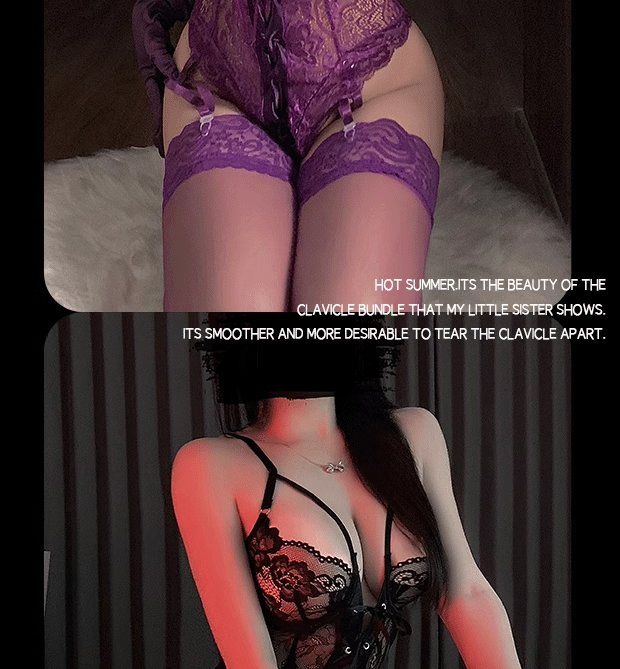 HOT SUMMER.ITS THE BEAUTY OF THE
CLAVICLE BUNDLE THAT MY LITTLE SISTER SHOWS.
ITS SMOOTHER AND MORE DESIRABLE TO TEAR THE CLAVICLE APART.